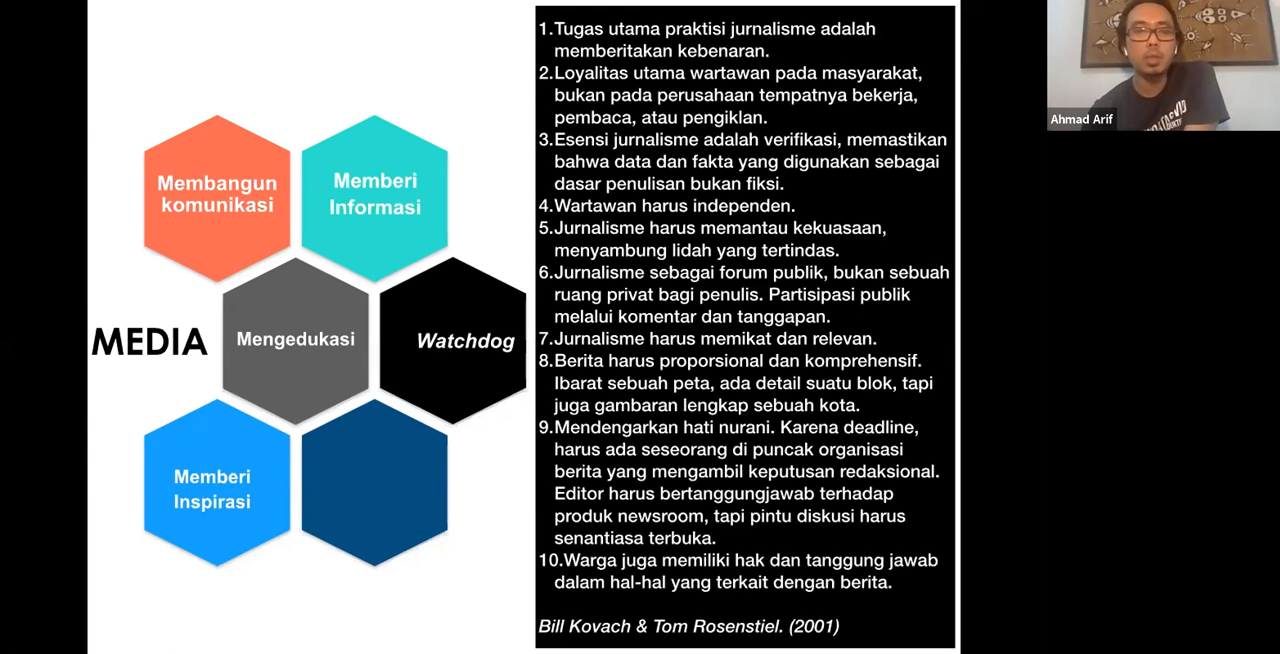 Membangun
komunikasi
Memberi
Informasi
MEDIA
Mengedukasi
Watchdog
Memberi
Inspirasi
1.Tugas utama praktisi jurnalisme adalah
memberitakan kebenaran.
2.Loyalitas utama wartawan pada masyarakat,
bukan pada perusahaan tempatnya bekerja,
pembaca, atau pengiklan.
3.Esensi jurnalisme adalah verifikasi, memastikan
bahwa data dan fakta yang digunakan sebagai
dasar penulisan bukan fiksi.
4.Wartawan harus independen.
5.Jurnalisme harus memantau kekuasaan,
menyambung lidah yang tertindas.
6.Jurnalisme sebagai forum publik, bukan sebuah
ruang privat bagi penulis. Partisipasi publik
melalui komentar dan tanggapan.
7.Jurnalisme harus memikat dan relevan.
8.Berita harus proporsional dan komprehensif.
Ibarat sebuah peta, ada detail suatu blok, tapi
juga gambaran lengkap sebuah kota.
9.Mendengarkan hati nurani. Karena deadline,
harus ada seseorang di puncak organisasi
berita yang mengambil keputusan redaksional.
Editor harus bertanggungjawab terhadap
produk newsroom, tapi pintu diskusi harus
senantiasa terbuka.
10.Warga juga memiliki hak dan tanggung jawab
dalam hal-hal yang terkait dengan berita.
Bill Kovach & Tom Rosenstiel. (2001)
Ahmad Arif